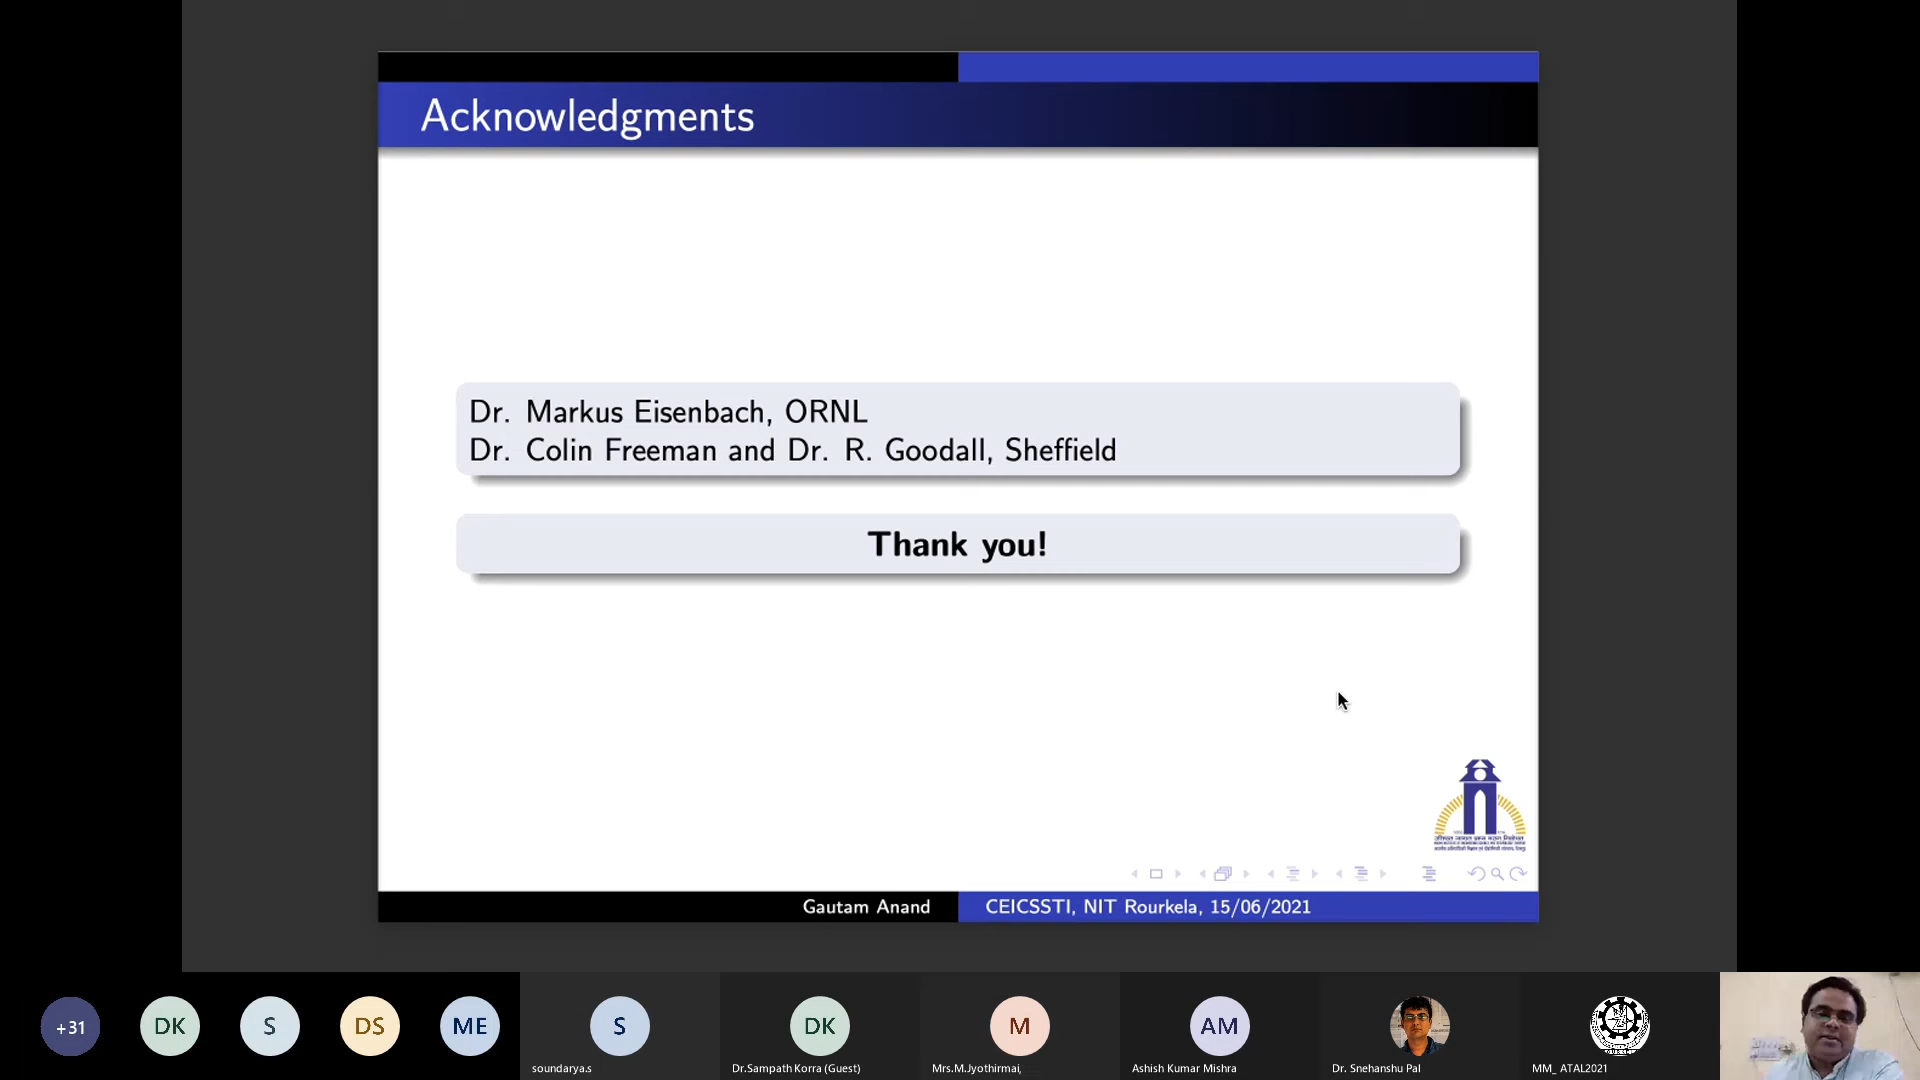 Acknowledgments
Dr. Markus Eisenbach, ORNL
Dr. Colin Freeman and Dr. R. Goodall, Sheffield
Thank you!
Gautam Anand
CEICSSTI, NIT Rourkela, 15/06/2021
+31
DK
S
DS
ME
S
DK
M
AM
soundarya.s
Dr.Sampath Korra (Guest)
Mrs.M.Jyothirmai,
Ashish Kumar Mishra
Dr. Snehanshu Pal
MM_ ATAL2021